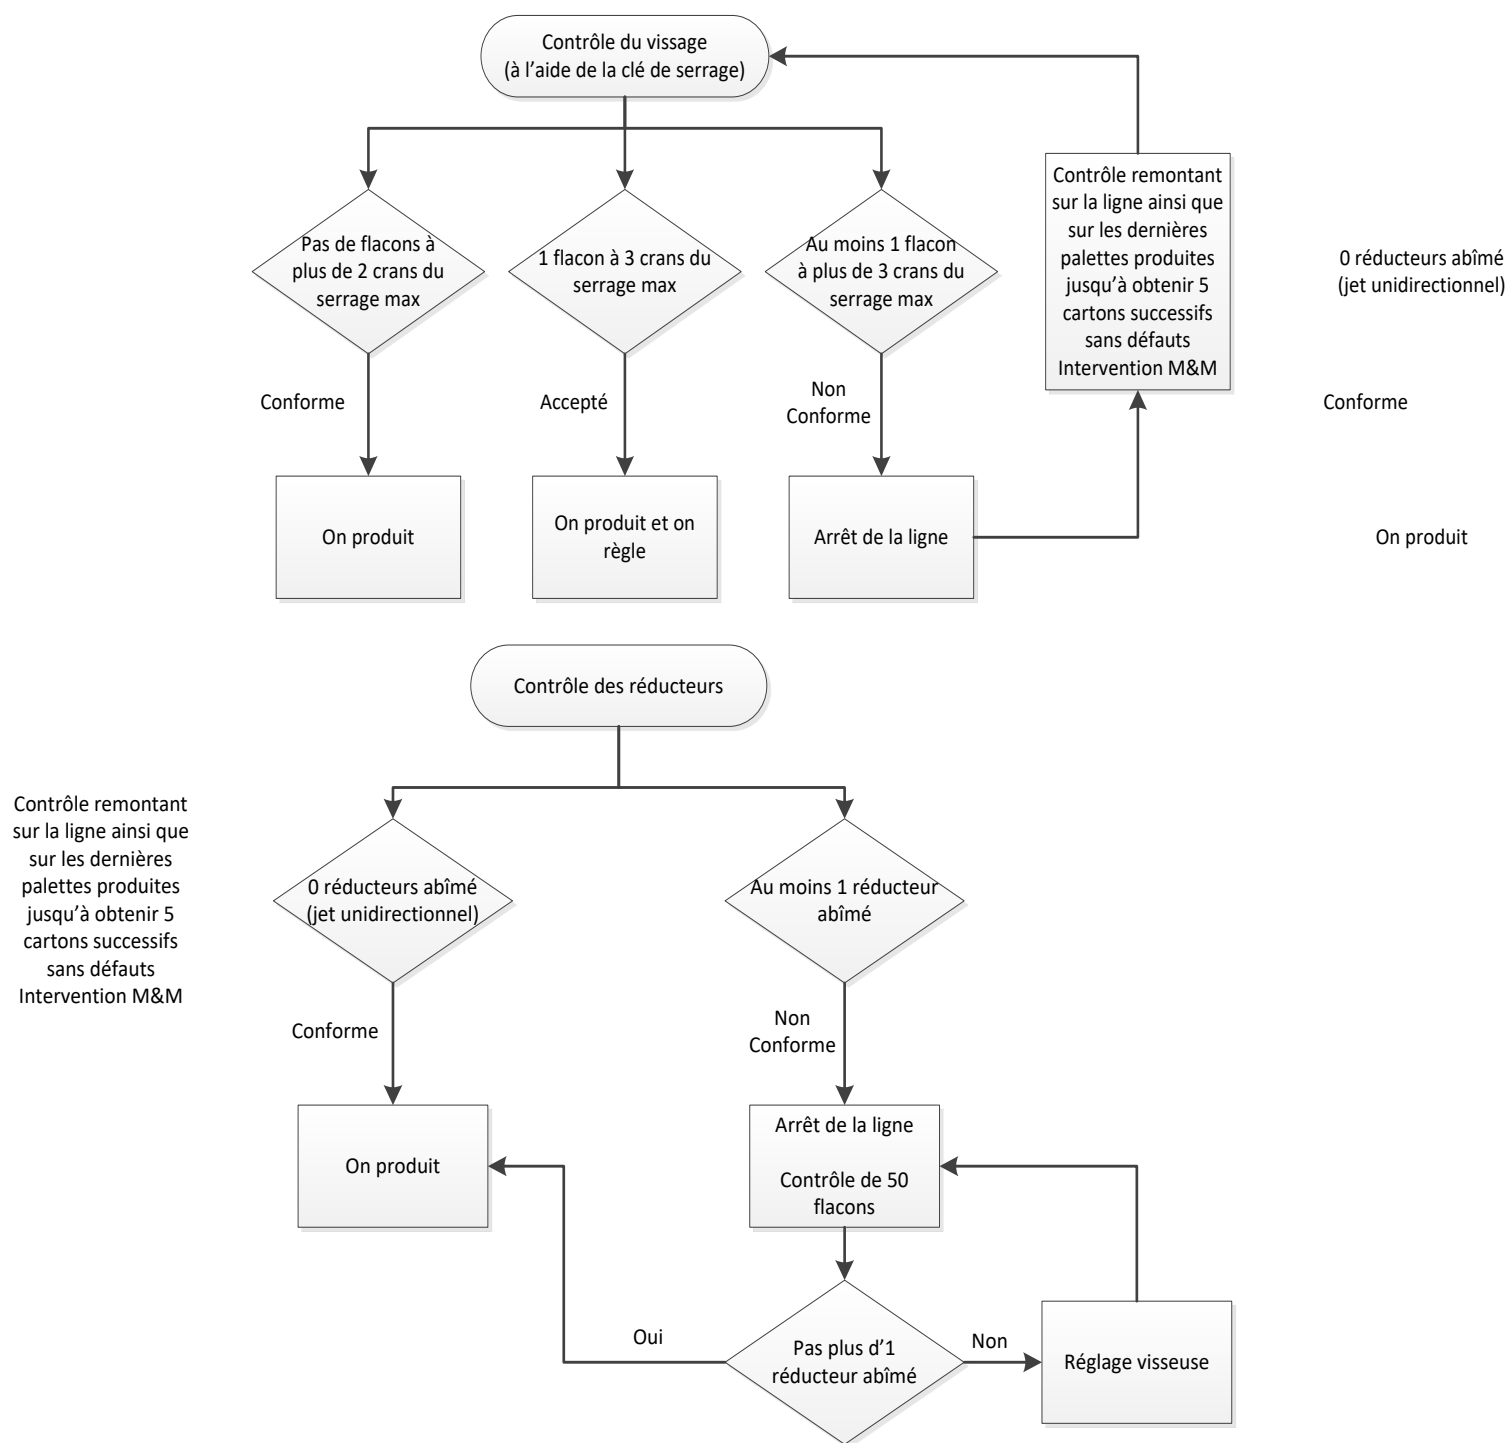 Contrôle du vissage
(à l’aide de la clé de serrage)
Pas de flacons à
plus de 2 crans du
serrage max
1 flacon à 3 crans du
serrage max
Au moins 1 flacon
à plus de 3 crans du
serrage max
Contrôle remontant
sur la ligne ainsi que
sur les dernières
palettes produites
jusqu’à obtenir 5
cartons successifs
sans défauts
Intervention M&M
0 réducteurs abîmé
(jet unidirectionnel)
Conforme
Accepté
Non
Conforme
Conforme
On produit
On produit et on
règle
Arrêt de la ligne
On produit
Contrôle des réducteurs
Contrôle remontant
sur la ligne ainsi que
sur les dernières
palettes produites
jusqu’à obtenir 5
cartons successifs
sans défauts
Intervention M&M
0 réducteurs abîmé
(jet unidirectionnel)
Au moins 1 réducteur
abîmé
Conforme
Non
Conforme
On produit
Arrêt de la ligne
Contrôle de 50
flacons
Oui
Pas plus d’1
réducteur abîmé
Non
Réglage visseuse